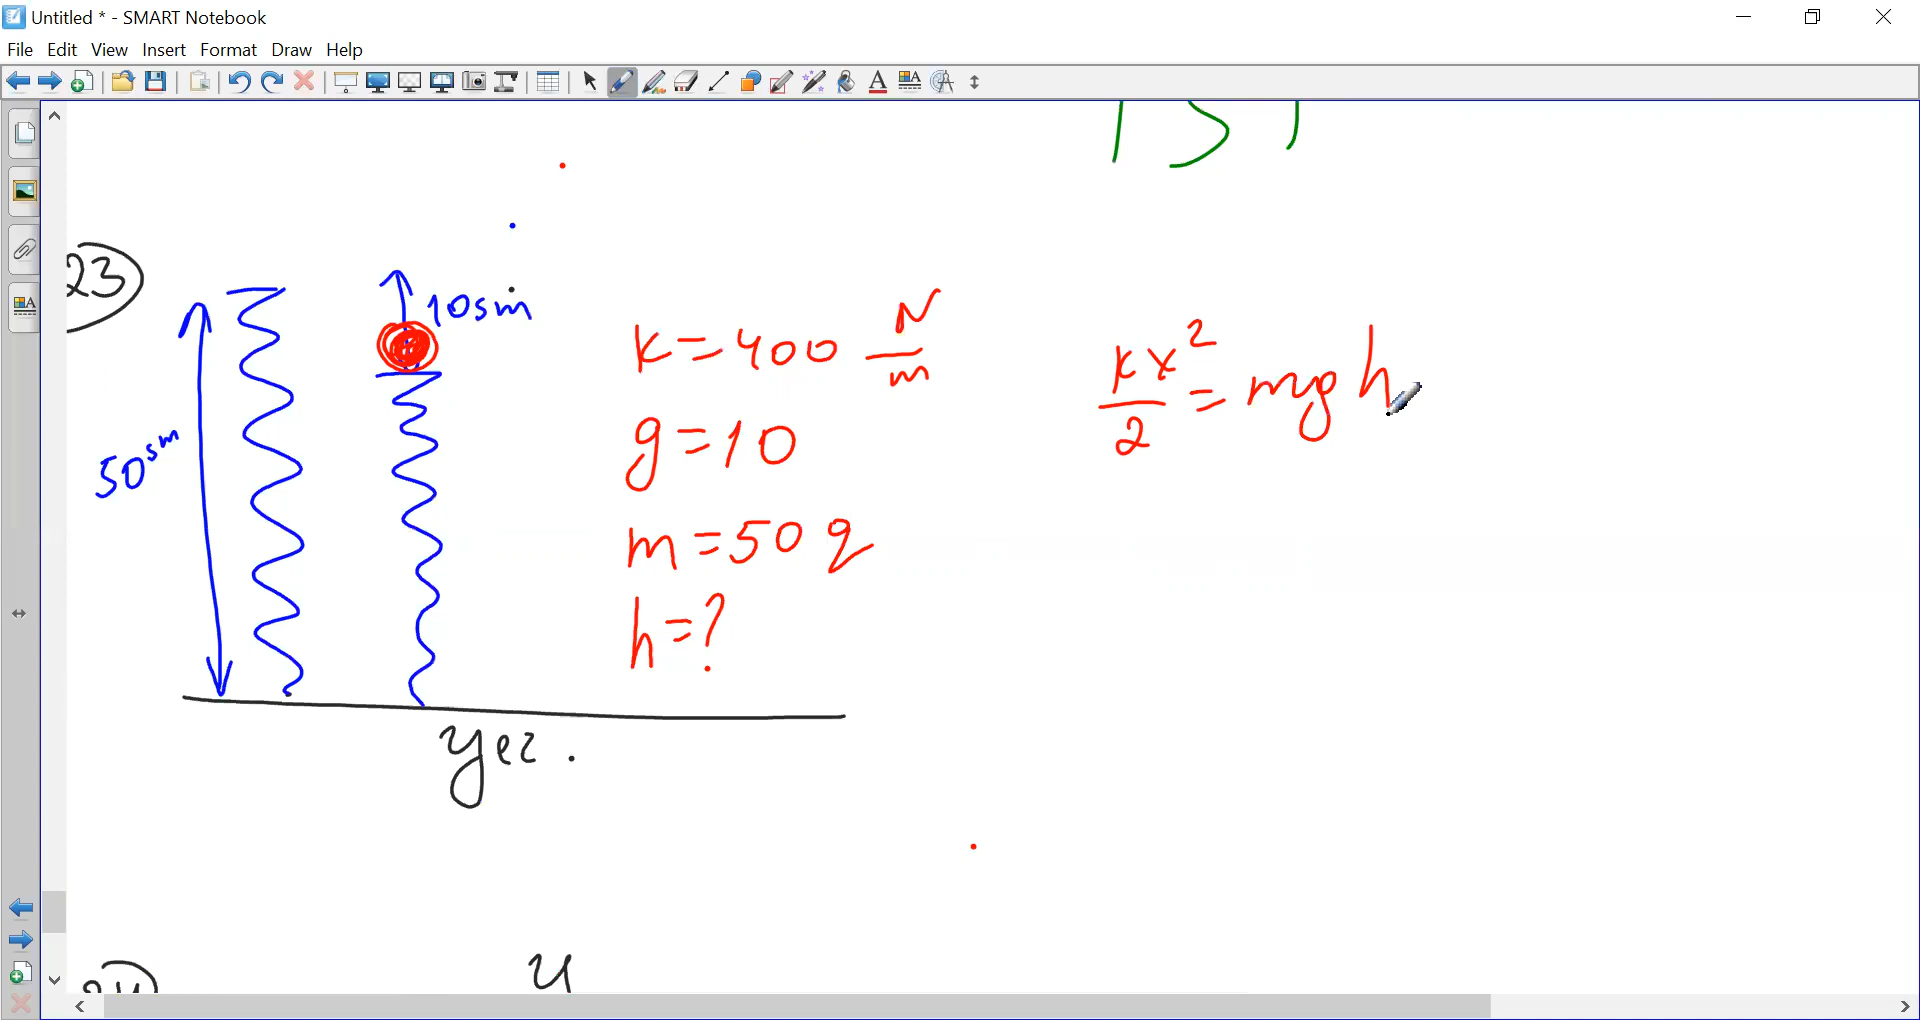 Untitled * - SMART Notebook
File Edit View Insert Format Draw Help
23
10sm
50sm
k=400 N/m
g=10
m=50 q
h=?
kx²/2 = mgh
yez.